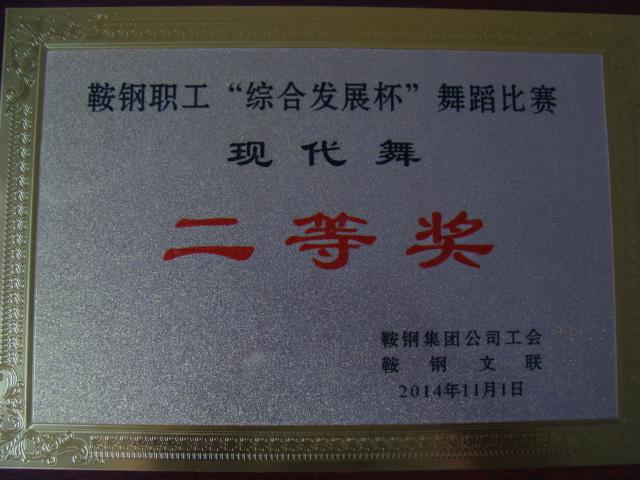 鞍钢职工“综合发展杯”舞蹈比赛
现代舞
二等奖
鞍钢集团公司工会
鞍钢文联
2014年11月1日